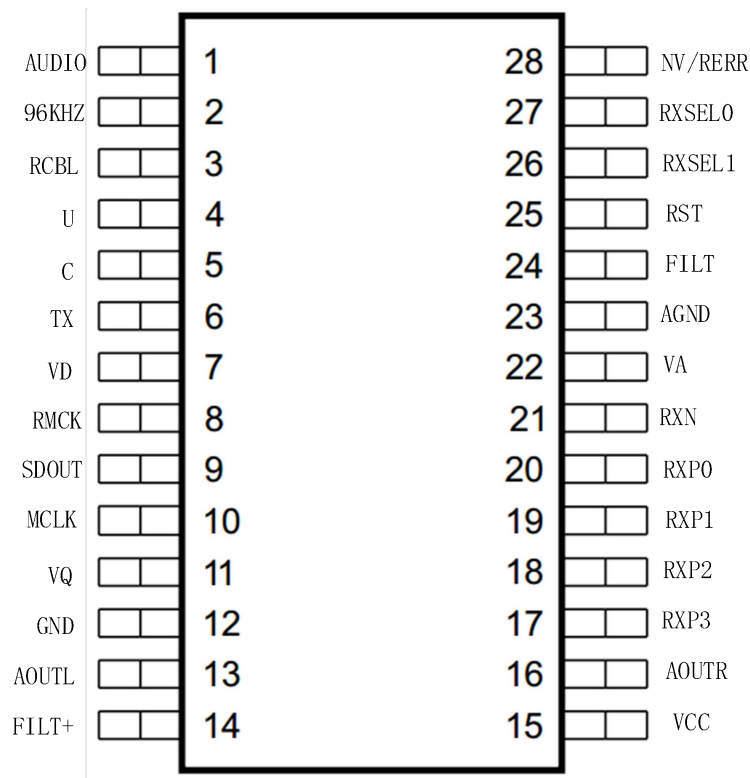 AUDIO 1 28 NV/RERR
96KHZ 2 27 RXSEL0
RCBL 3 26 RXSEL1
U 4 25 RST
C 5 24 FILT
TX 6 23 AGND
VD 7 22 VA
RMCK 8 21 RXN
SDOUT 9 20 RXP0
MCLK 10 19 RXP1
VQ 11 18 RXP2
GND 12 17 RXP3
AOUTL 13 16 AOUTR
FILT+ 14 15 VCC